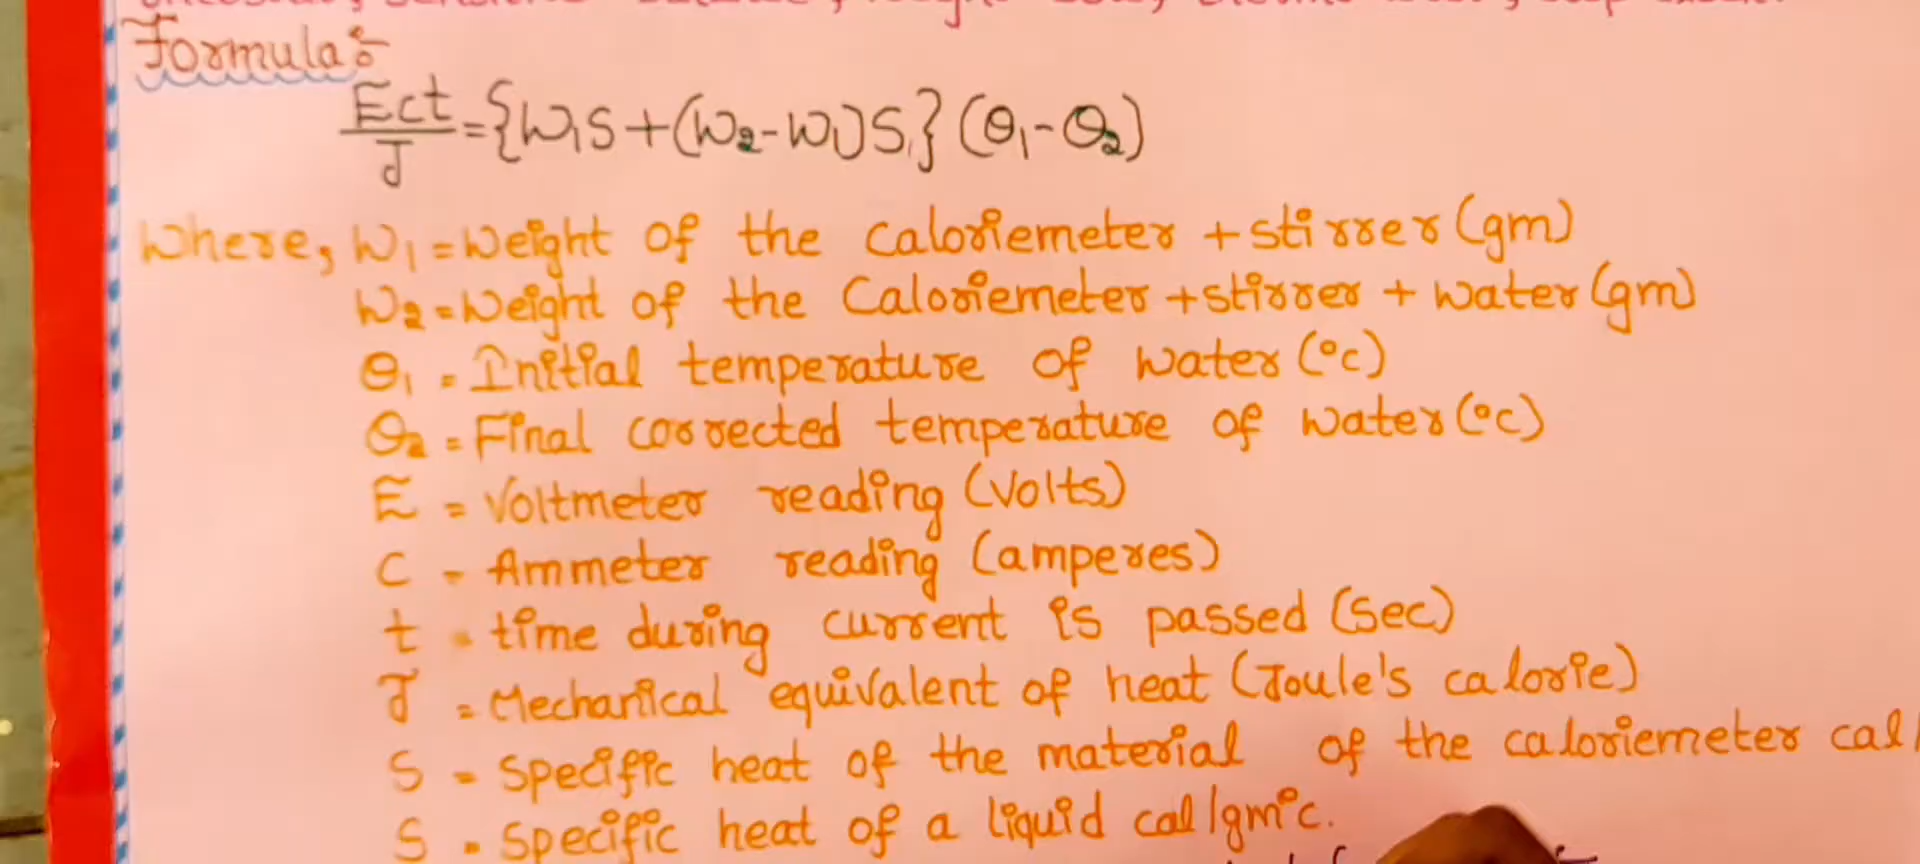 Formula:
Ect/J = {W₁S + (W₂ - W₁)S₁} (θ₁ - θ₂)
Where, W₁ = Weight of the Caloriemeter + stirrer (gm)
W₂ = Weight of the Caloriemeter + stirrer + water (gm)
θ₁ = Initial temperature of water (°c)
θ₂ = Final corrected temperature of water (°c)
E = Voltmeter reading (Volts)
C = Ammeter reading (amperes)
t = time during current is passed (sec)
J = Mechanical equivalent of heat (Joule's calorie)
S = Specific heat of the material of the caloriemeter cal/
S = Specific heat of a liquid cal/gm°c.